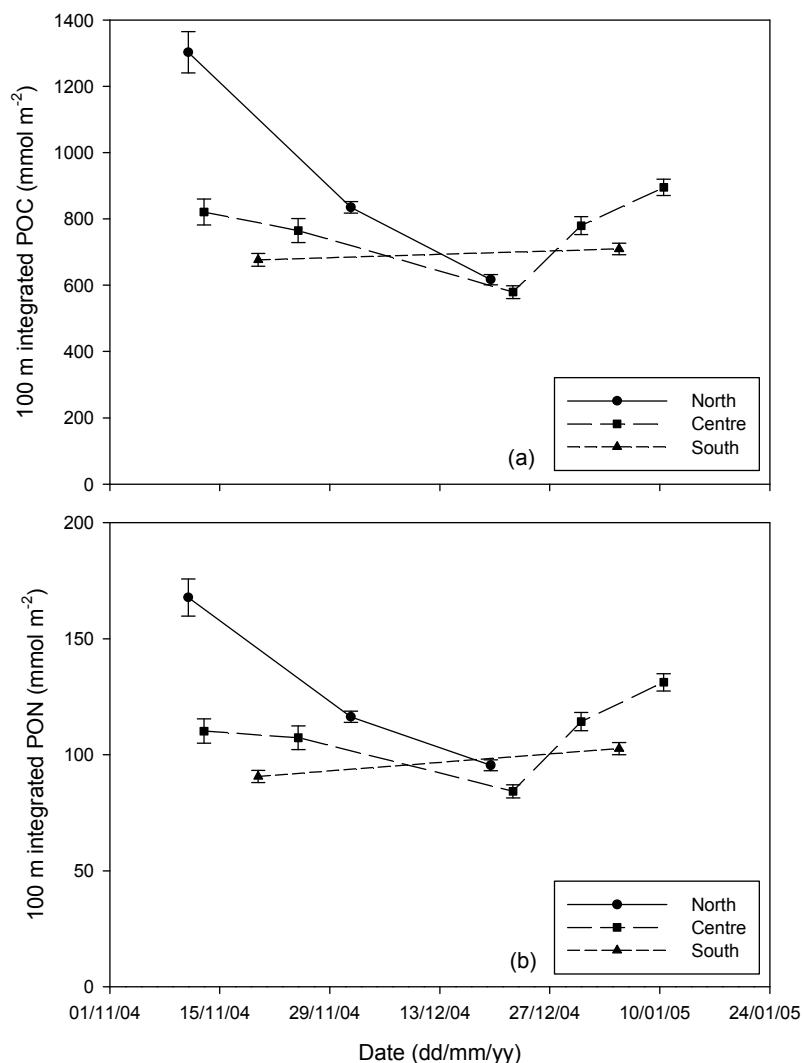 1400
1200
1000
800
600
400
200
0
100 m integrated POC (mmol m⁻²)
North
Centre
South
(a)
200
150
100
50
0
100 m integrated PON (mmol m⁻²)
North
Centre
South
(b)
01/11/04 15/11/04 29/11/04 13/12/04 27/12/04 10/01/05 24/01/05
Date (dd/mm/yy)